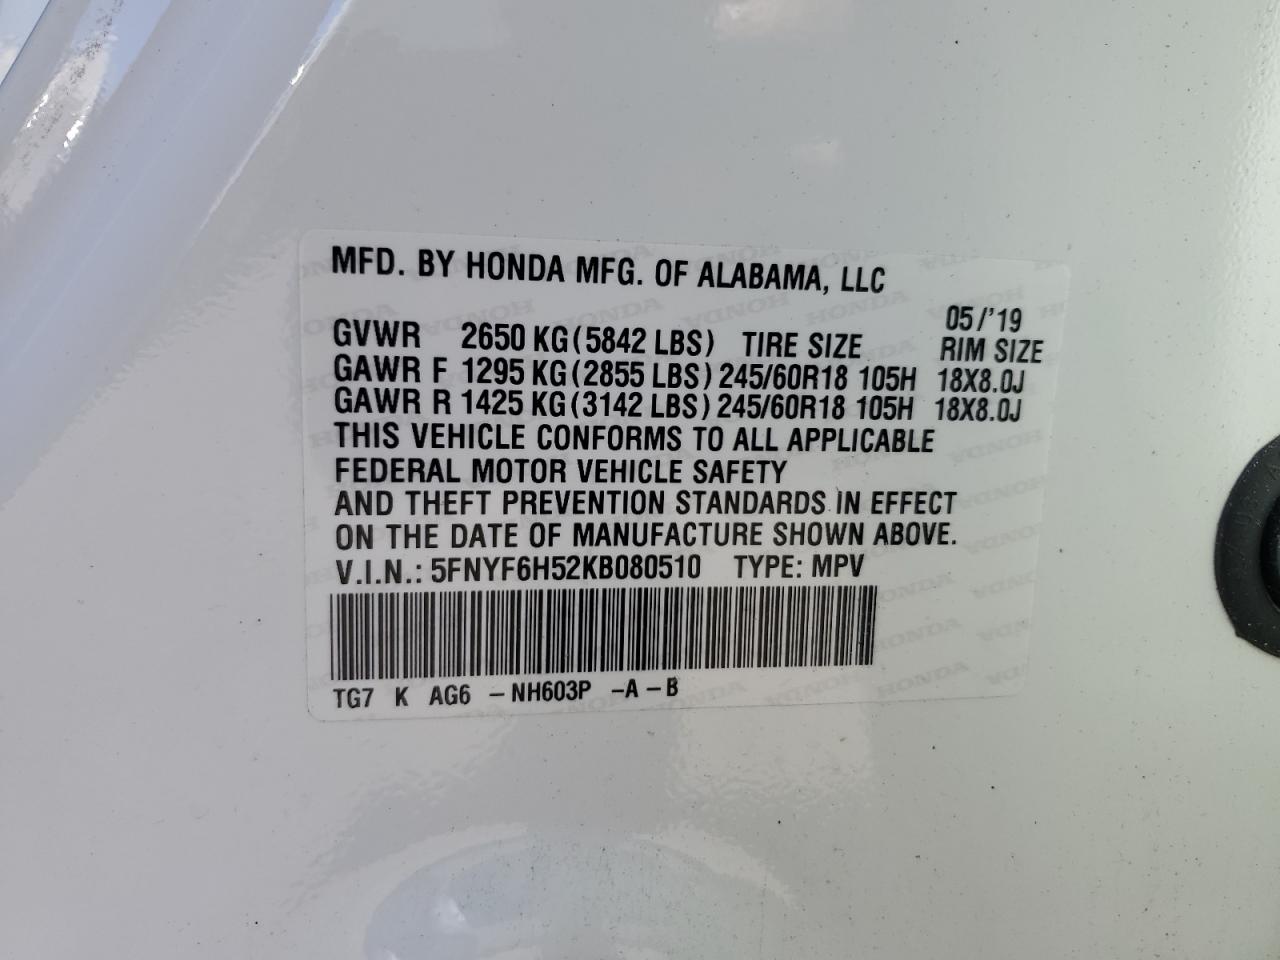 MFD. BY HONDA MFG. OF ALABAMA, LLC
05/'19
GVWR 2650 KG(5842 LBS) TIRE SIZE RIM SIZE
GAWR F 1295 KG(2855 LBS) 245/60R18 105H 18X8.0J
GAWR R 1425 KG(3142 LBS) 245/60R18 105H 18X8.0J
THIS VEHICLE CONFORMS TO ALL APPLICABLE
FEDERAL MOTOR VEHICLE SAFETY
AND THEFT PREVENTION STANDARDS IN EFFECT
ON THE DATE OF MANUFACTURE SHOWN ABOVE.
V.I.N.: 5FNYF6H52KB080510 TYPE: MPV
TG7 K AG6 -NH603P -A-B